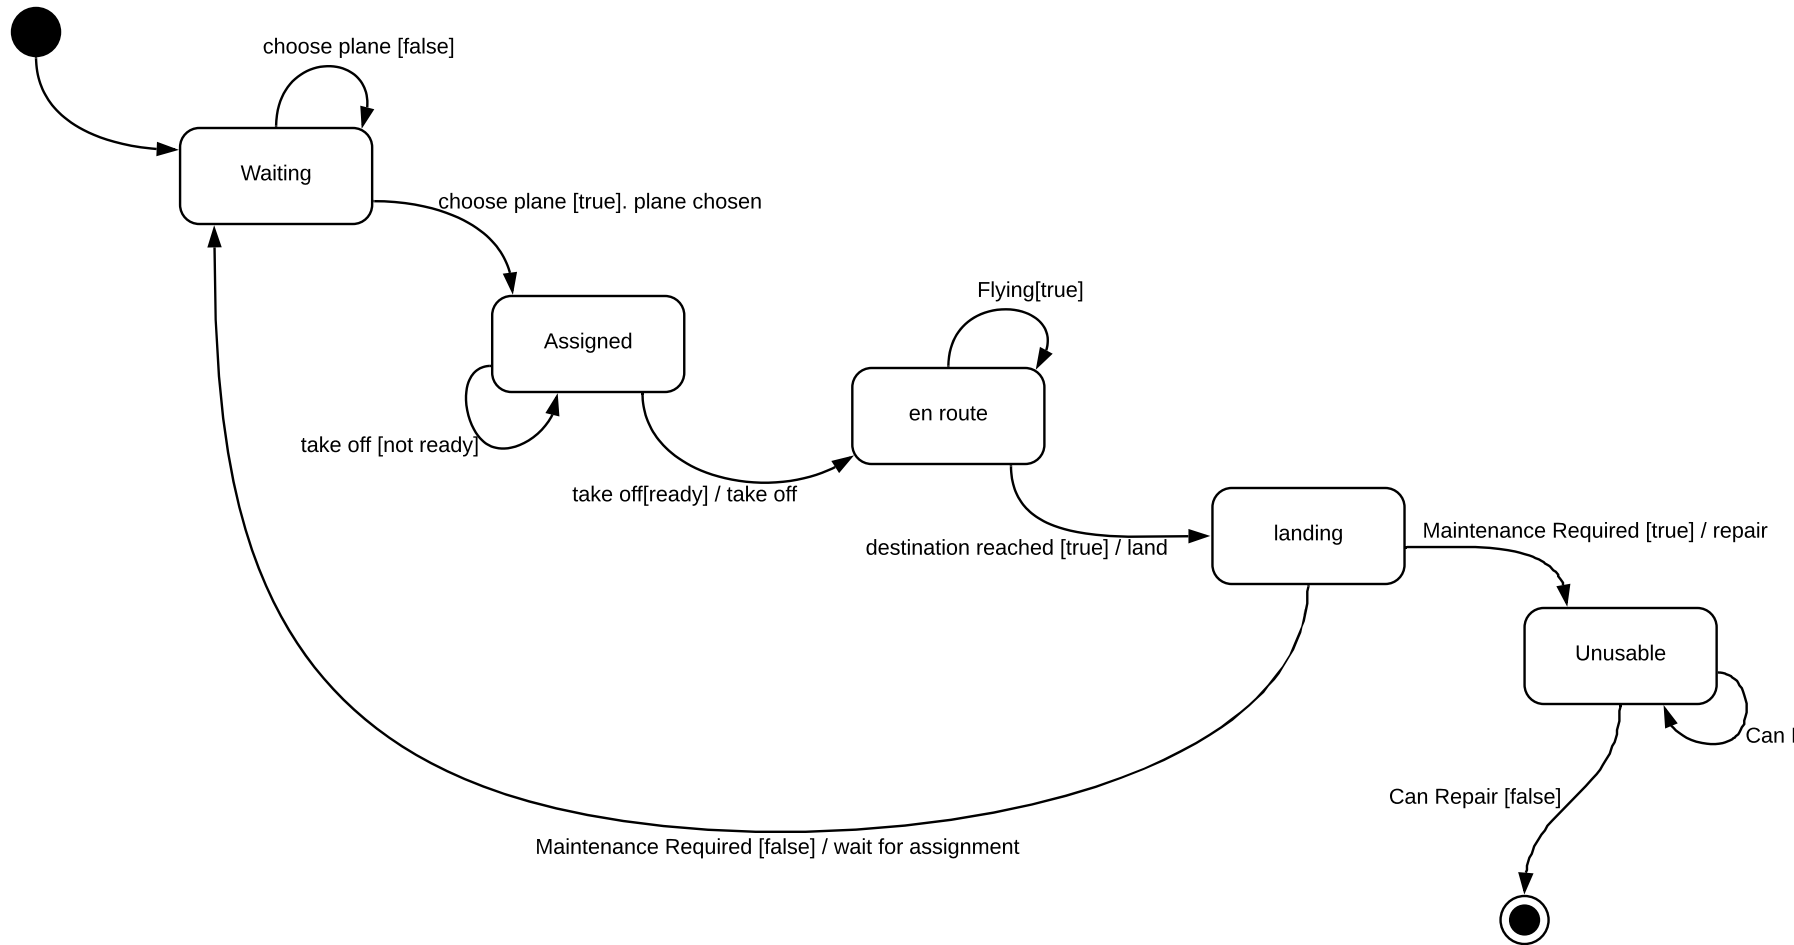 choose plane [false]
Waiting
choose plane [true]. plane chosen
Flying[true]
Assigned
en route
take off [not ready]
take off[ready] / take off
destination reached [true] / land
landing
Maintenance Required [true] / repair
Unusable
Can
Can Repair [false]
Maintenance Required [false] / wait for assignment